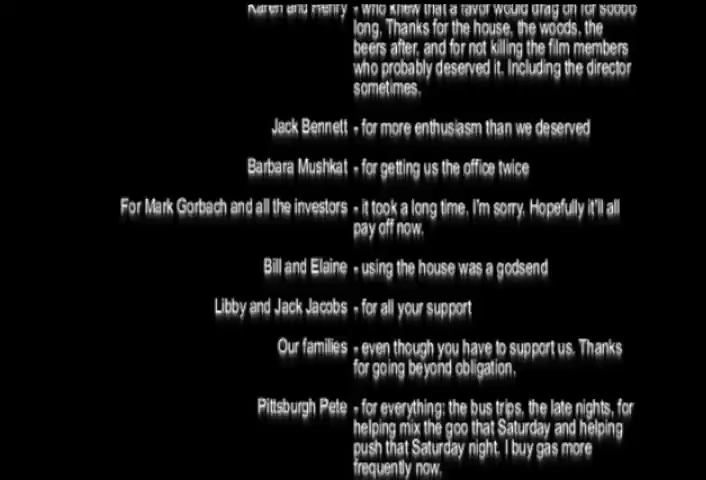 Karen and Henry - who knew that a favor would drag on for soooo
long. Thanks for the house, the woods, the
beers after, and for not killing the film members
who probably deserved it. Including the director
sometimes.
Jack Bennett - for more enthusiasm than we deserved
Barbara Mushkat - for getting us the office twice
For Mark Gorbach and all the investors - it took a long time. I'm sorry. Hopefully it'll all
pay off now.
Bill and Elaine - using the house was a godsend
Libby and Jack Jacobs - for all your support
Our families - even though you have to support us. Thanks
for going beyond obligation.
Pittsburgh Pete - for everything; the bus trips, the late nights, for
helping mix the goo that Saturday and helping
push that Saturday night. I buy gas more
frequently now.